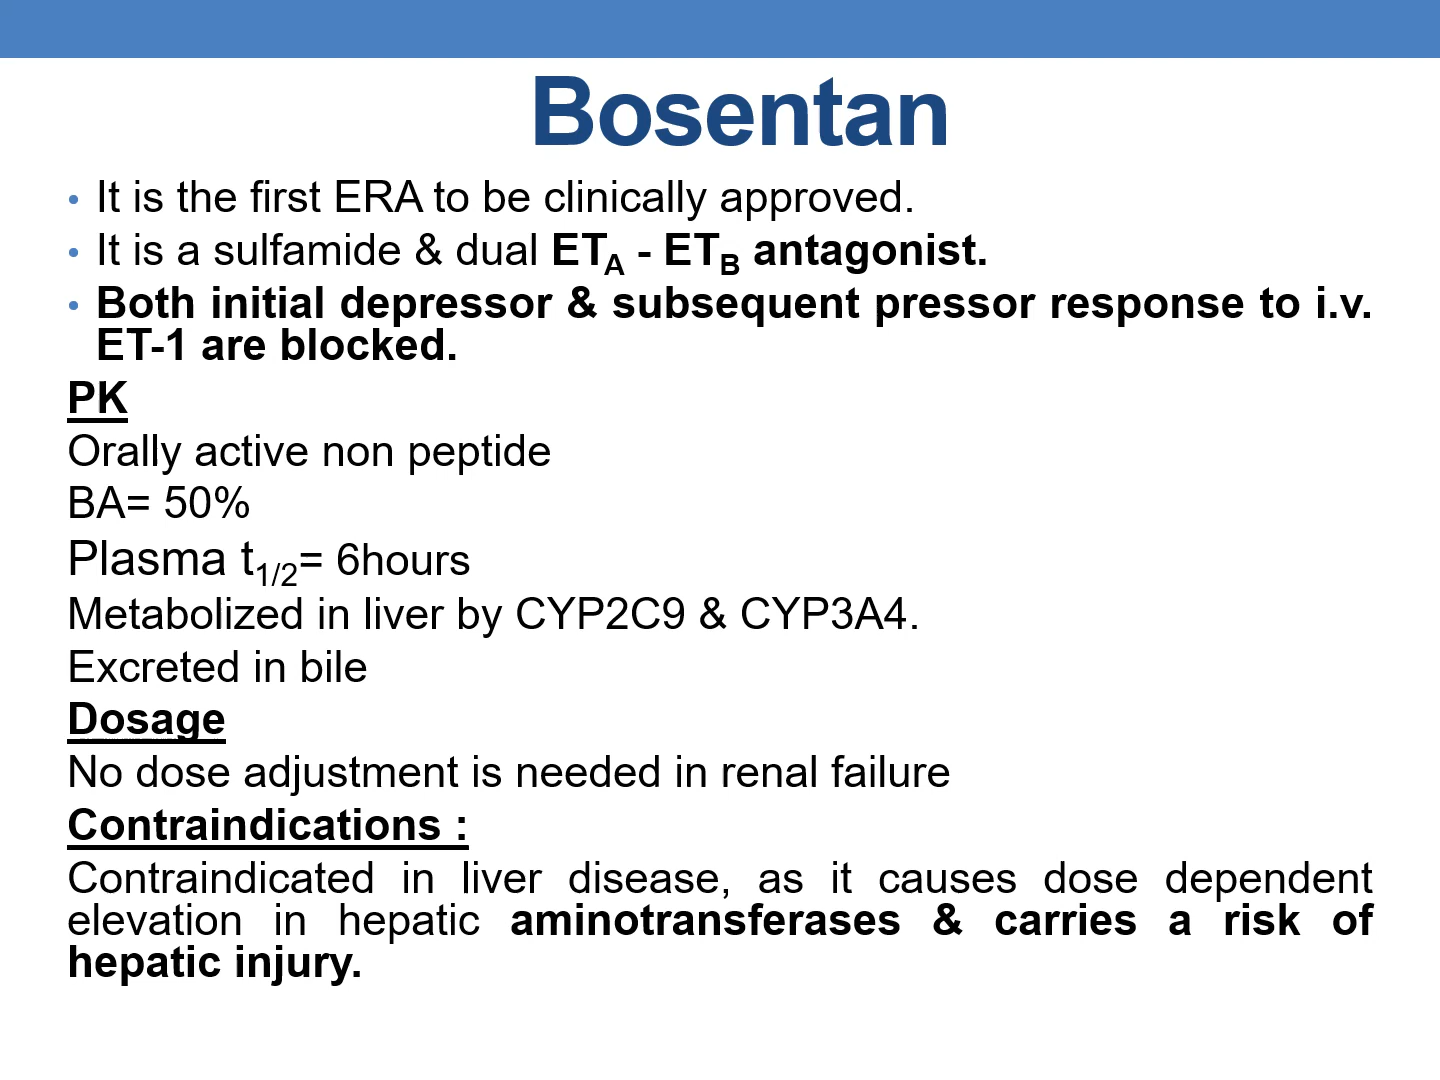 Bosentan
• It is the first ERA to be clinically approved.
• It is a sulfamide & dual ETA - ETB antagonist.
• Both initial depressor & subsequent pressor response to i.v.
ET-1 are blocked.
PK
Orally active non peptide
BA= 50%
Plasma t1/2= 6hours
Metabolized in liver by CYP2C9 & CYP3A4.
Excreted in bile
Dosage
No dose adjustment is needed in renal failure
Contraindications :
Contraindicated in liver disease, as it causes dose dependent
elevation in hepatic aminotransferases & carries a risk of
hepatic injury.